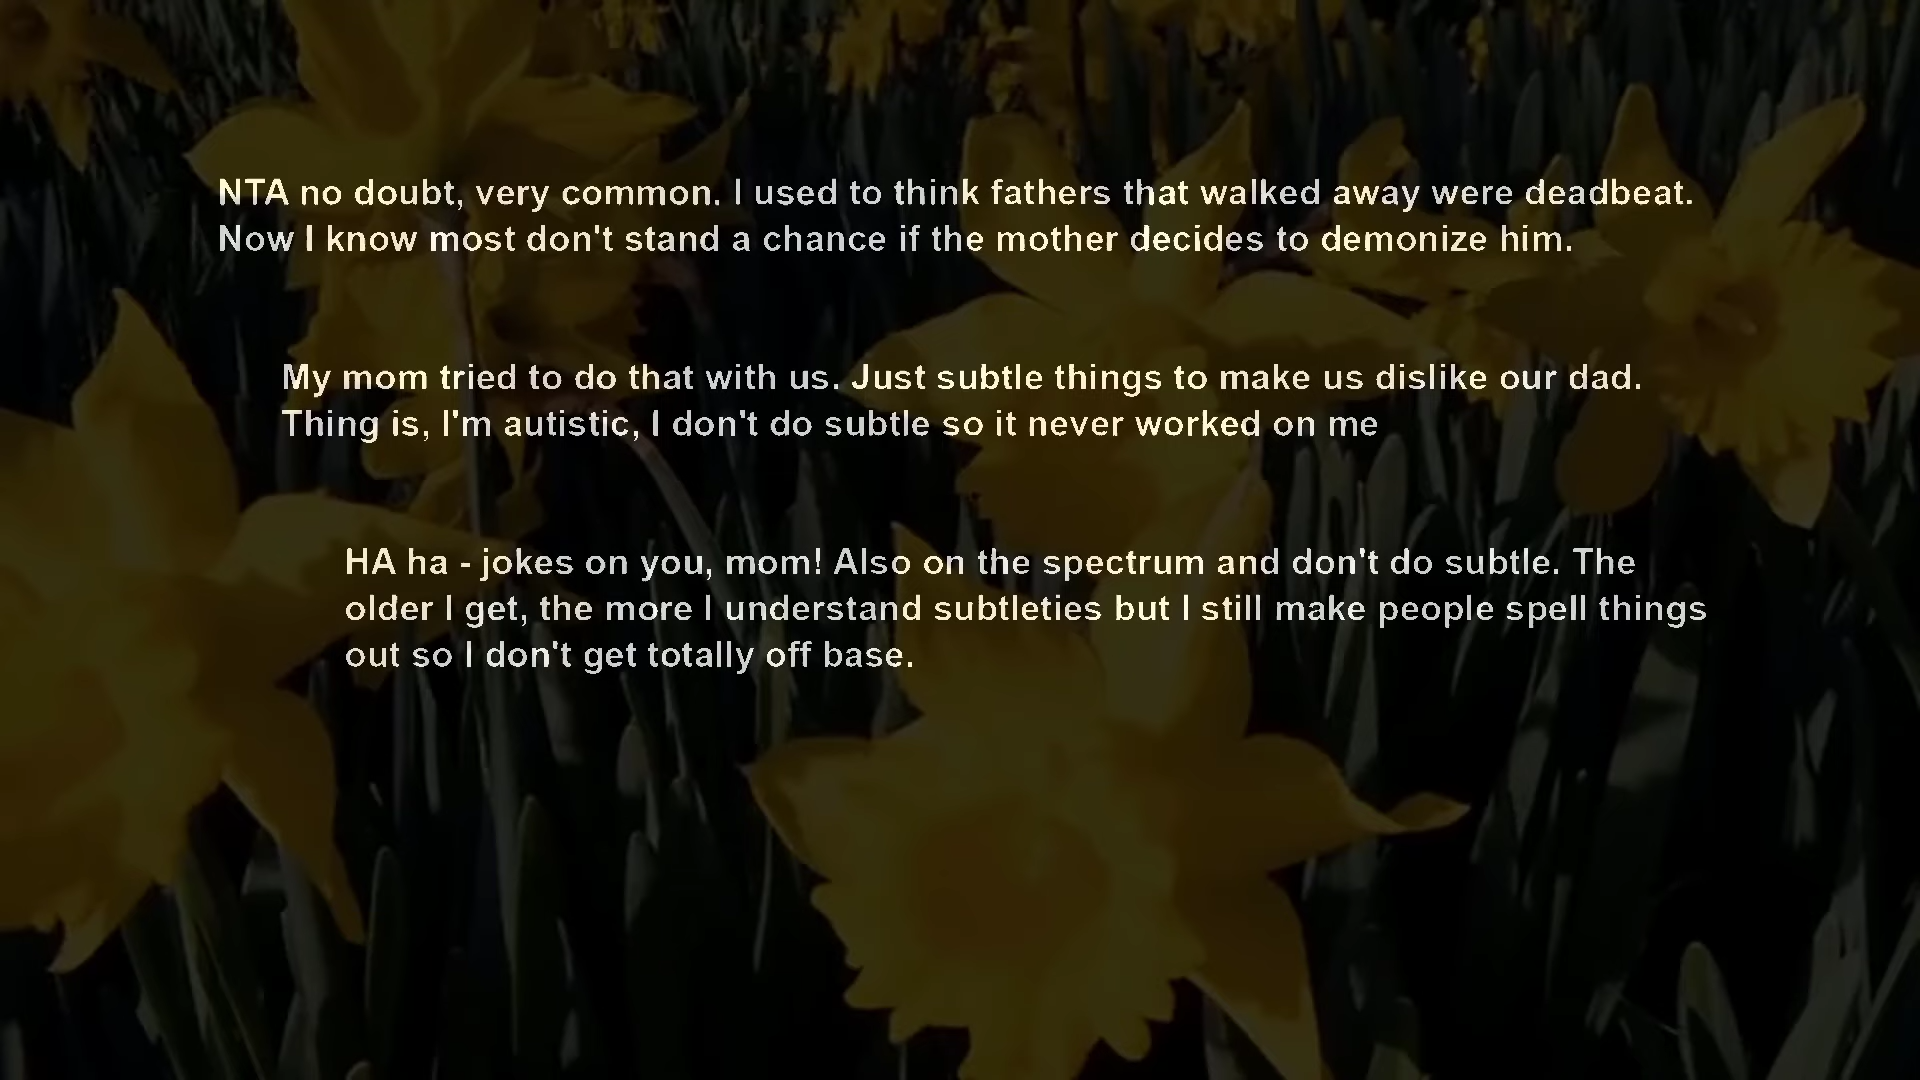 NTA no doubt, very common. I used to think fathers that walked away were deadbeat.
Now I know most don't stand a chance if the mother decides to demonize him.
My mom tried to do that with us. Just subtle things to make us dislike our dad.
Thing is, I'm autistic, I don't do subtle so it never worked on me
HA ha - jokes on you, mom! Also on the spectrum and don't do subtle. The
older I get, the more I understand subtleties but I still make people spell things
out so I don't get totally off base.